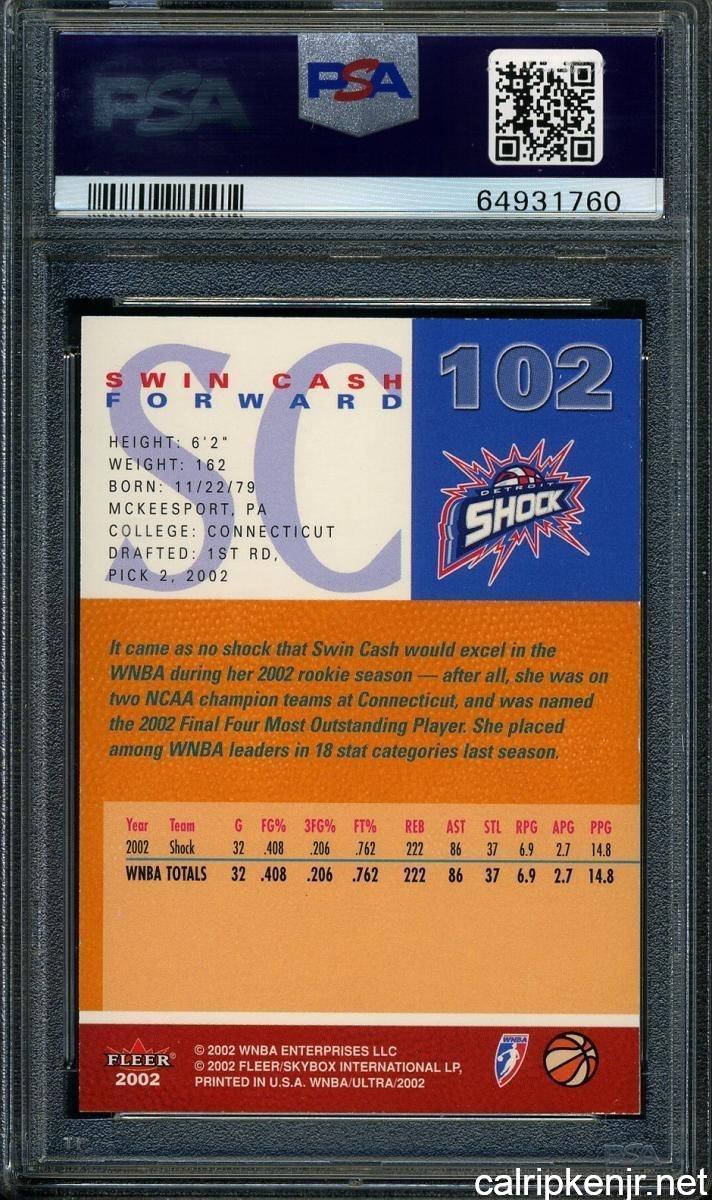 PSA
PSA
64931760
SWIN CASH
FORWARD
102
HEIGHT: 6'2"
WEIGHT: 162
BORN: 11/22/79
MCKEESPORT, PA
COLLEGE: CONNECTICUT
DRAFTED: 1ST RD,
PICK 2, 2002
SC
DETROIT
SHOCK
It came as no shock that Swin Cash would excel in the
WNBA during her 2002 rookie season — after all, she was on
two NCAA champion teams at Connecticut, and was named
the 2002 Final Four Most Outstanding Player. She placed
among WNBA leaders in 18 stat categories last season.
Year Team G FG% 3FG% FT% REB AST STL RPG APG PPG
2002 Shock 32 .408 .206 .762 222 86 37 6.9 2.7 14.8
WNBA TOTALS 32 .408 .206 .762 222 86 37 6.9 2.7 14.8
FLEER®
2002
© 2002 WNBA ENTERPRISES LLC
© 2002 FLEER/SKYBOX INTERNATIONAL LP,
PRINTED IN U.S.A. WNBA/ULTRA/2002
WNBA
PSA
calripkenjr.net